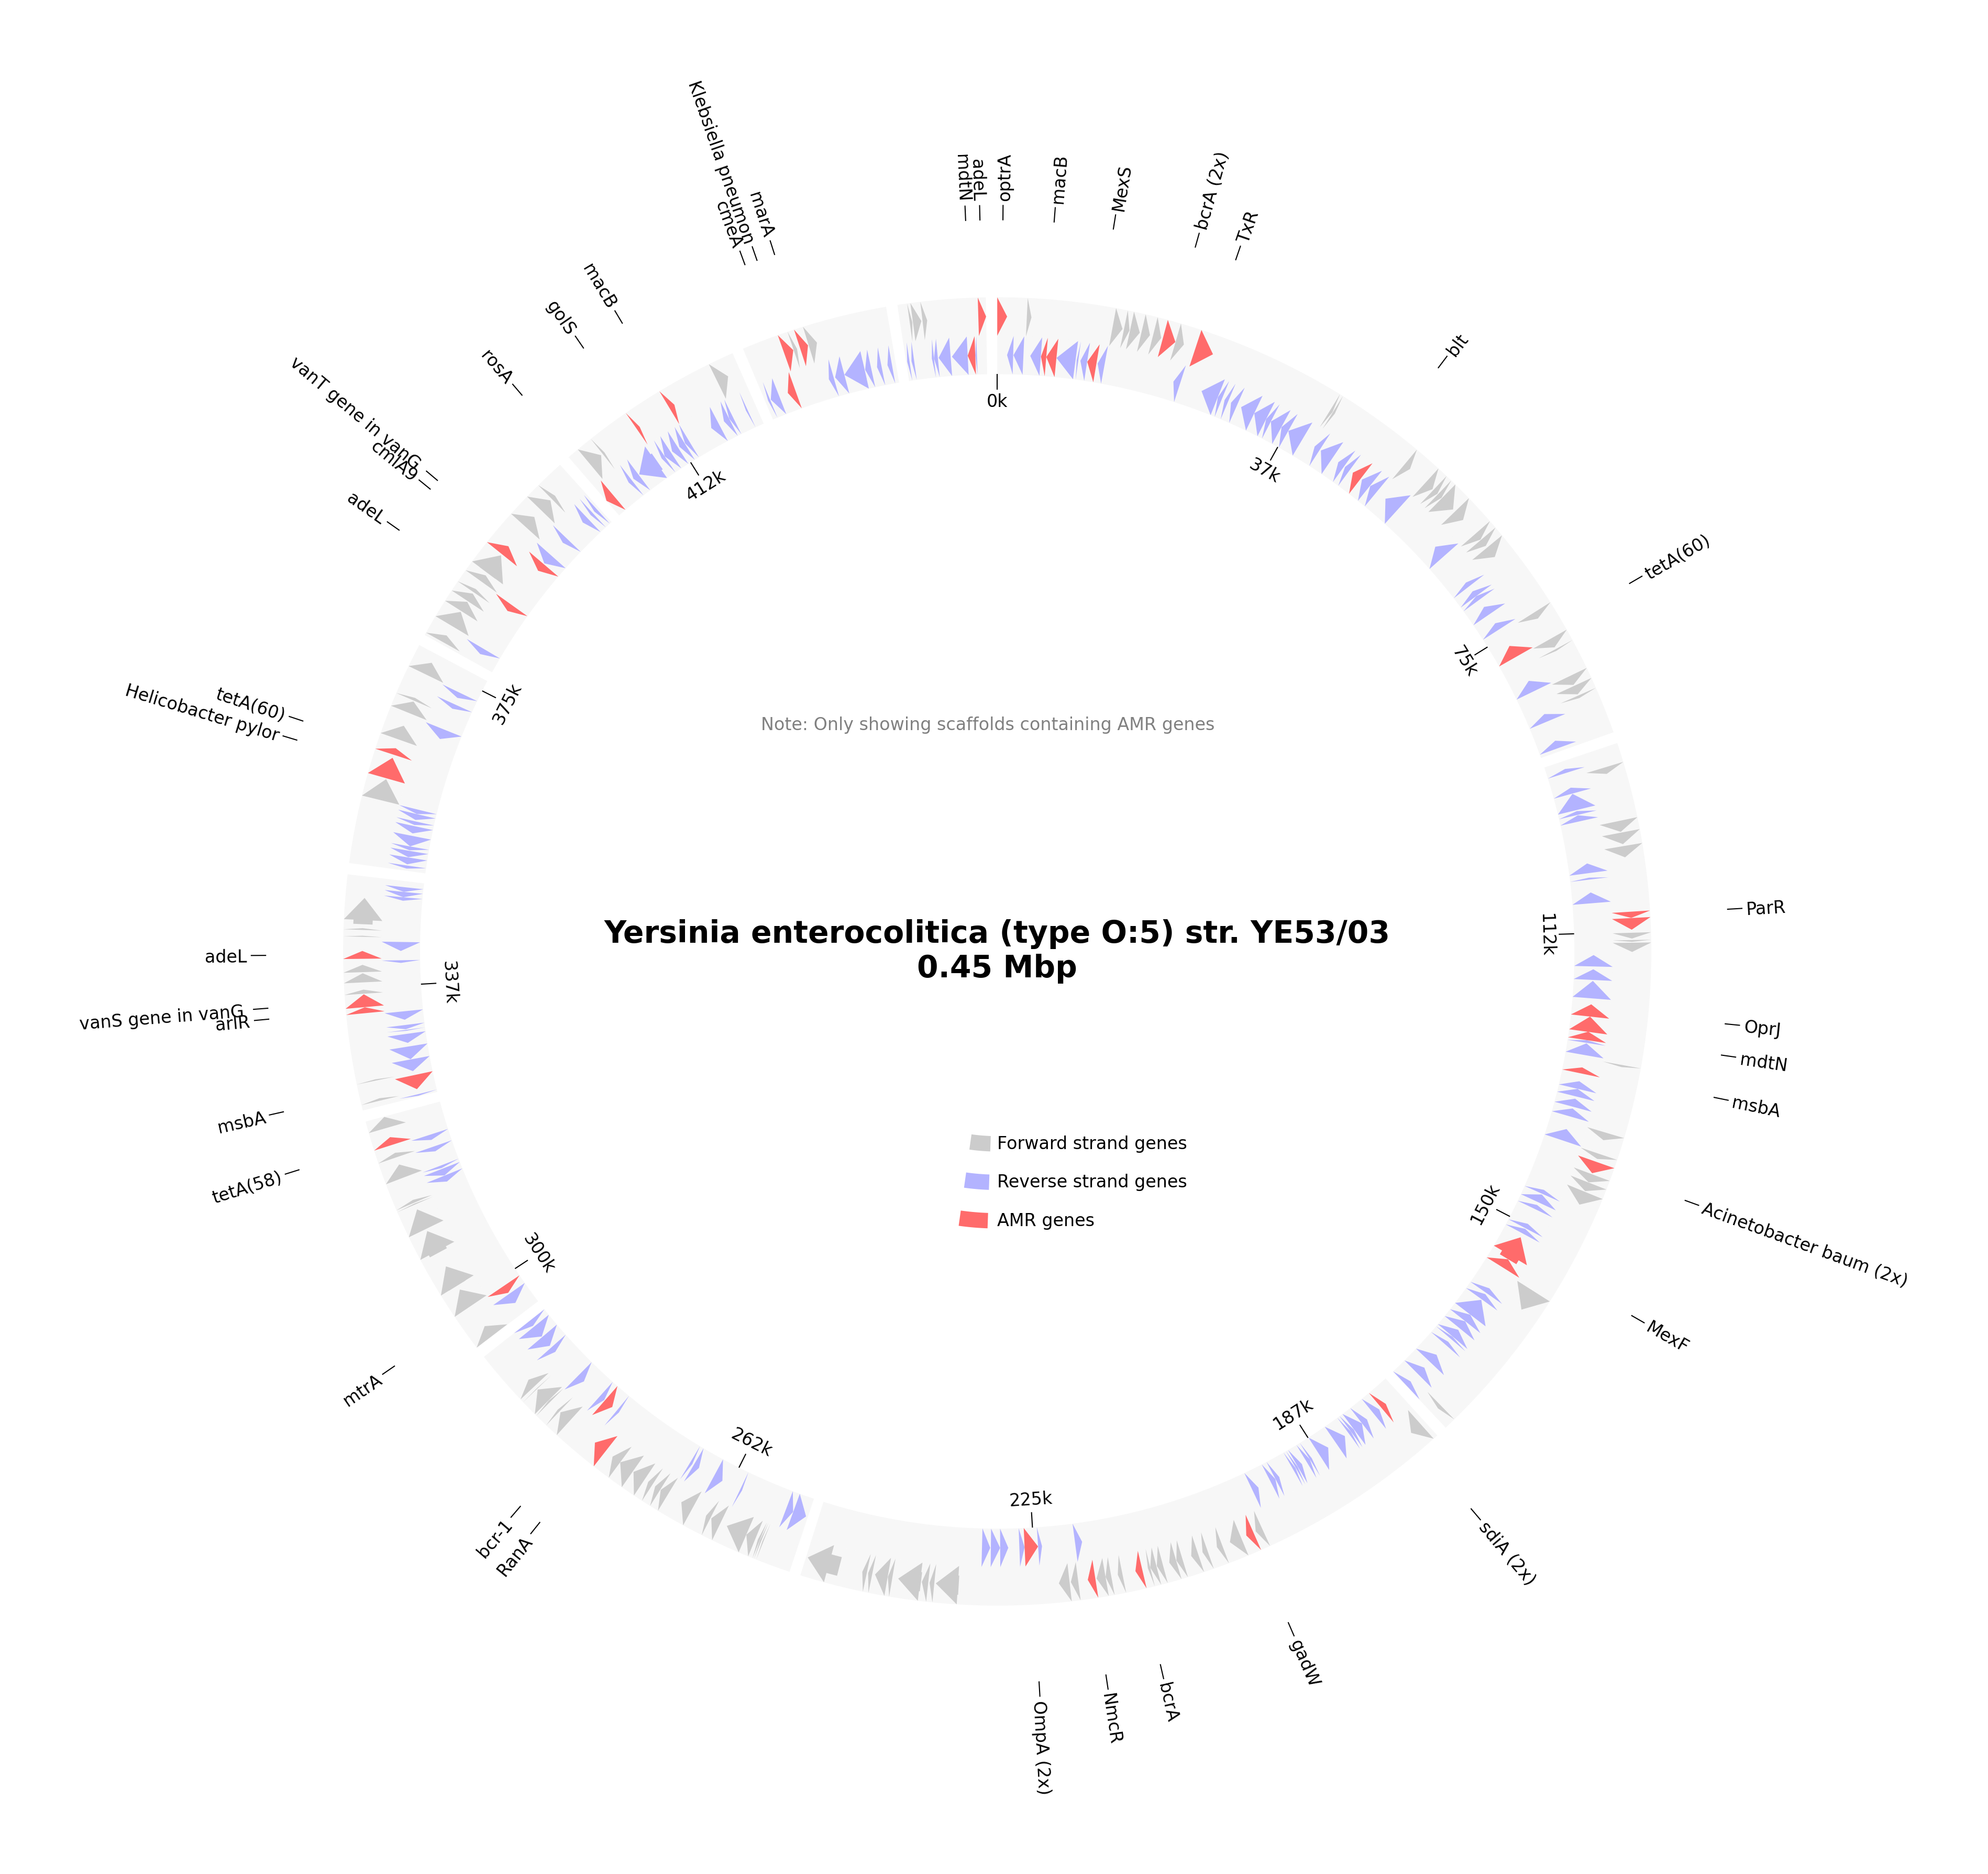 optrA
macB
MexS
bcrA (2x)
TxR
blt
tetA(60)
ParR
OprJ
mdtN
msbA
Acinetobacter baum (2x)
MexF
sdiA (2x)
gadW
bcrA
NmcR
OmpA (2x)
RanA
bcr-1
mtrA
tetA(58)
msbA
arlR
vanS gene in vanG
adeL
Helicobacter pylor
tetA(60)
adeL
cmlA9
vanT gene in vanG
rosA
golS
macB
cmeA
Klebsiella pneumon
marA
mdtN
adeL
0k
37k
75k
112k
150k
187k
225k
262k
300k
337k
375k
412k
Note: Only showing scaffolds containing AMR genes
Yersinia enterocolitica (type O:5) str. YE53/03
0.45 Mbp
Forward strand genes
Reverse strand genes
AMR genes